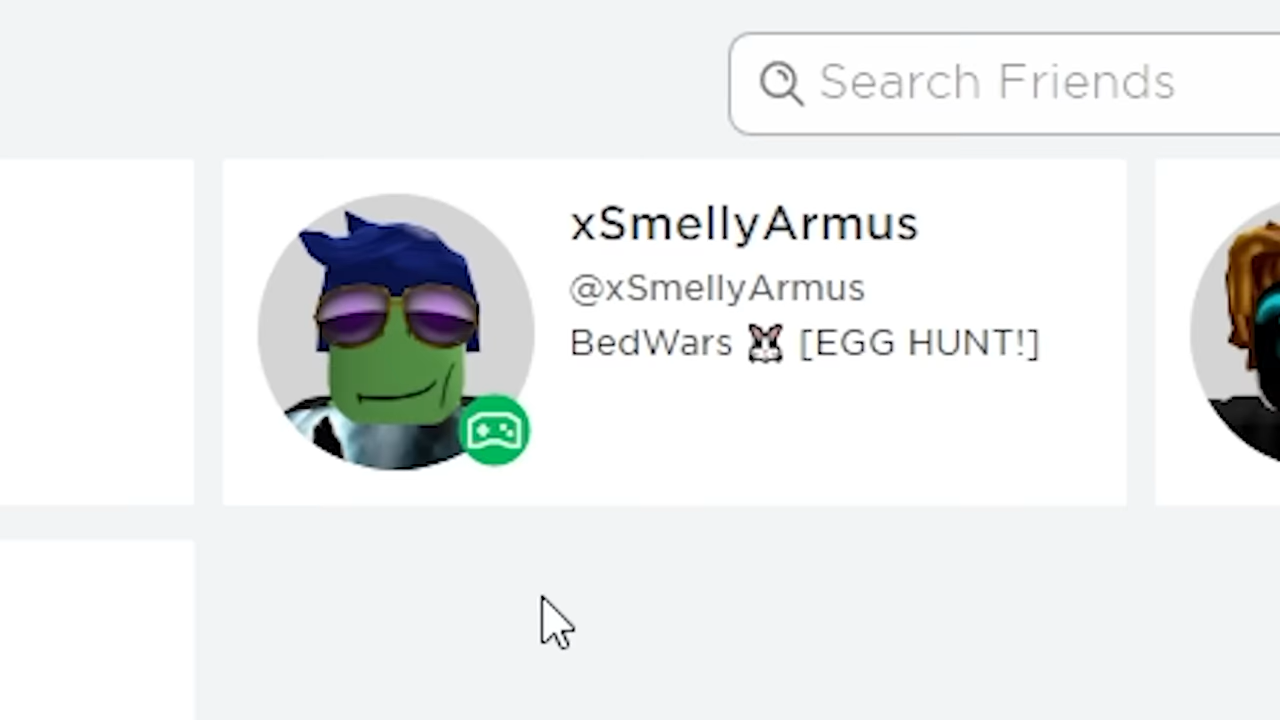 Search Friends
xSmellyArmus
@xSmellyArmus
BedWars 🐰 [EGG HUNT!]